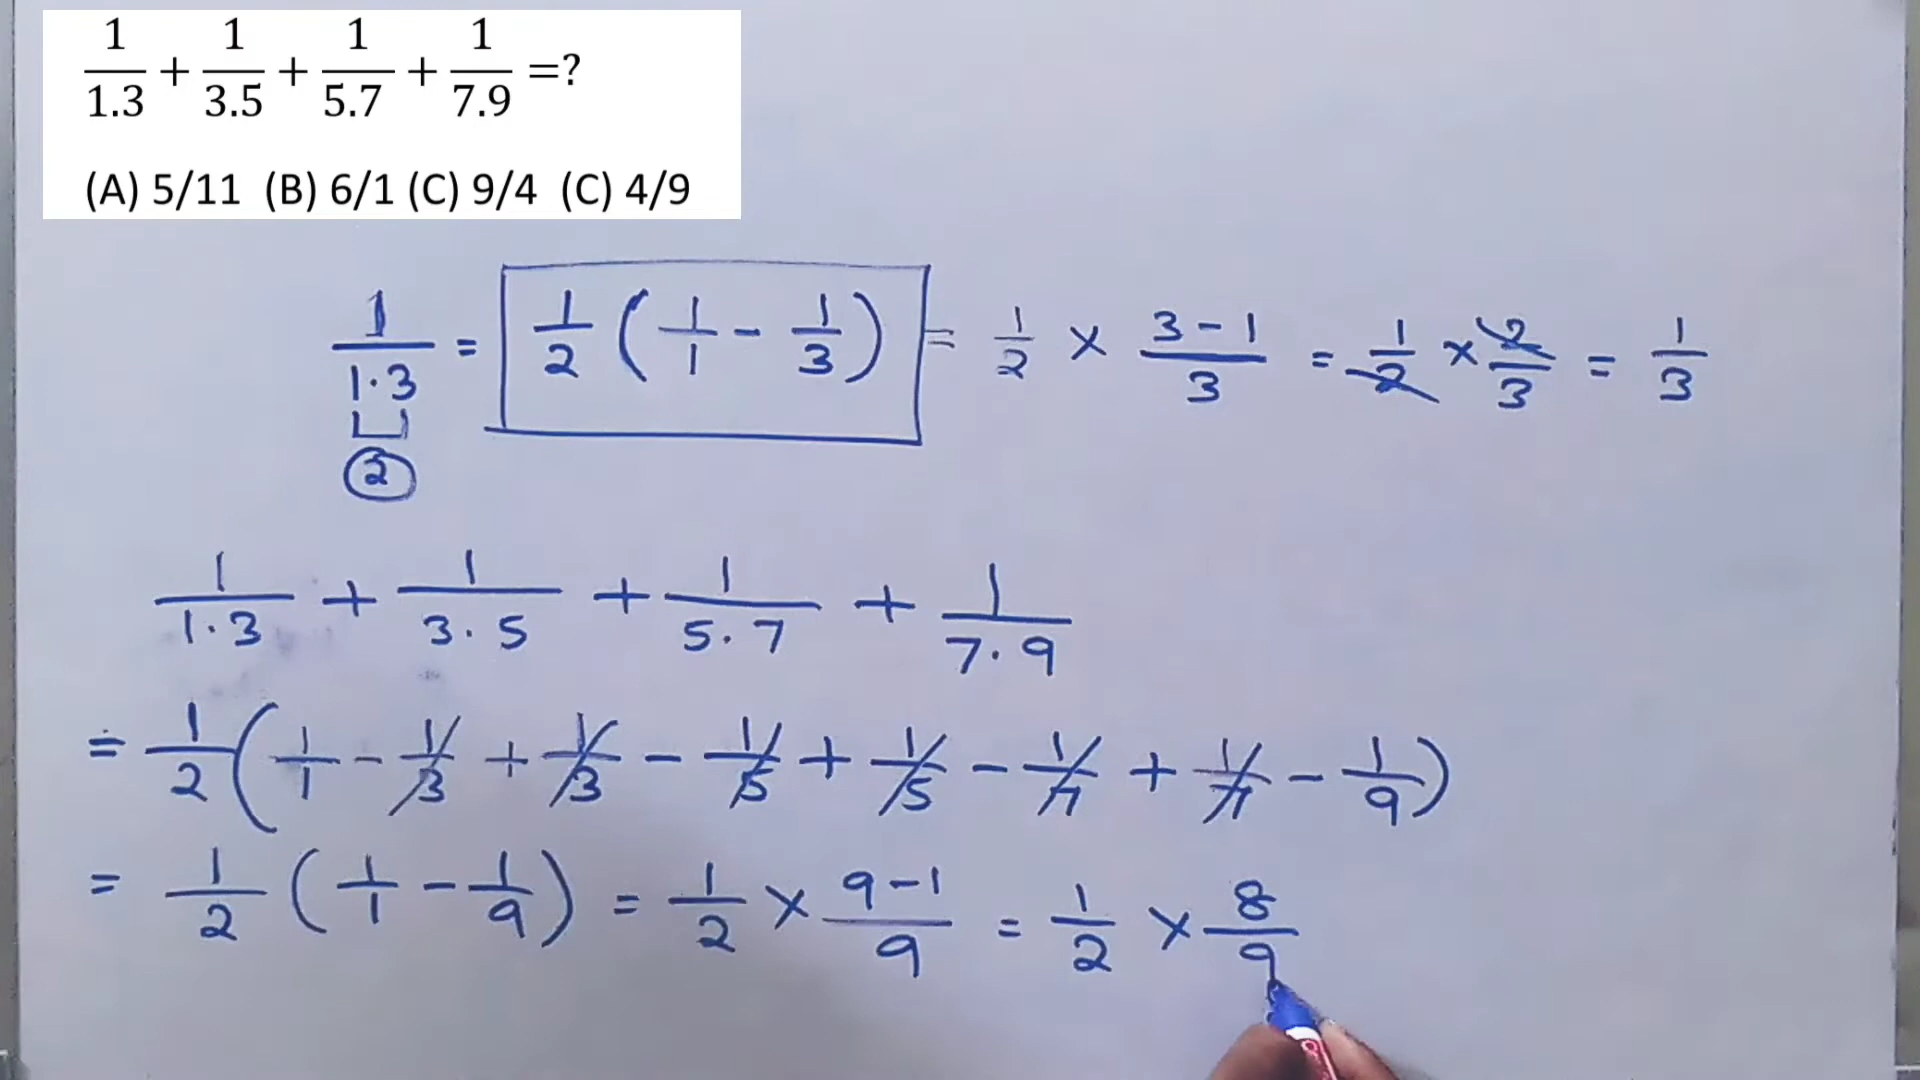 1/1.3 + 1/3.5 + 1/5.7 + 1/7.9 =?
(A) 5/11 (B) 6/1 (C) 9/4 (C) 4/9
1/1·3 = 1/2 (1/1 - 1/3) = 1/2 × 3-1/3 = 1/2 × 2/3 = 1/3
2
1/1·3 + 1/3·5 + 1/5·7 + 1/7·9
= 1/2 (1/1 - 1/3 + 1/3 - 1/5 + 1/5 - 1/7 + 1/7 - 1/9)
= 1/2 (1/1 - 1/9) = 1/2 × 9-1/9 = 1/2 × 8/9